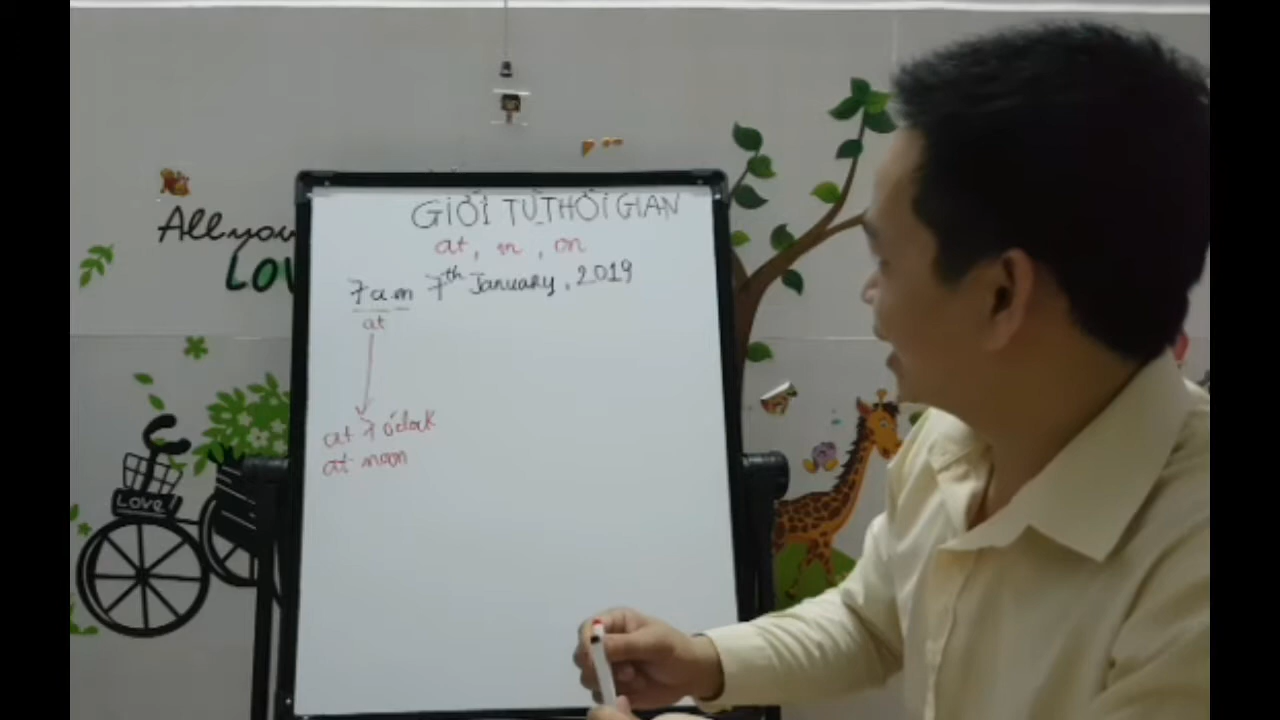 GIỚI TỪ THỜI GIAN
at, in, on
7 a.m 7th January, 2019
at
at 7 o'clock
at noon
All you
LOV
Love!